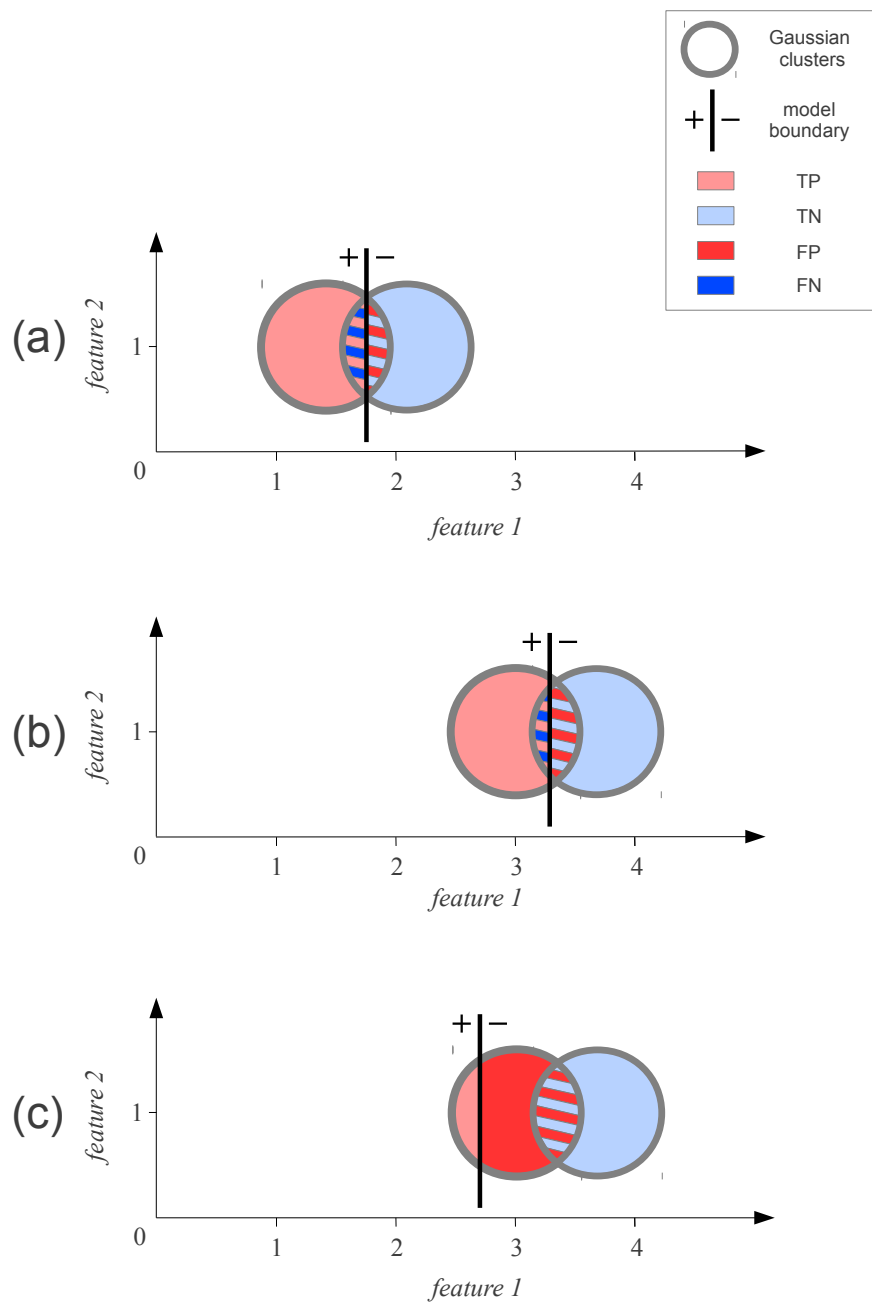 Gaussian
clusters
+ −
model
boundary
TP
TN
FP
FN
(a)
feature 2
+ −
1
0
1 2 3 4
feature 1
(b)
feature 2
+ −
1
0
1 2 3 4
feature 1
(c)
feature 2
+ −
1
0
1 2 3 4
feature 1